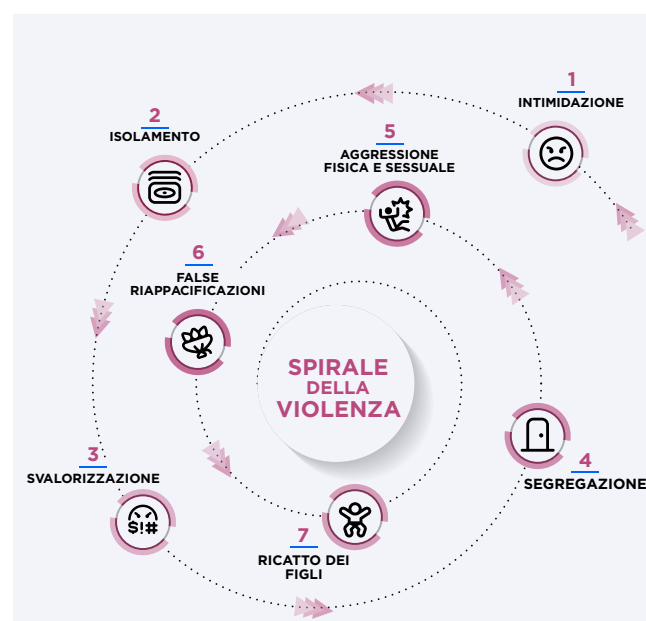 1
INTIMIDAZIONE
2
ISOLAMENTO
3
SVALORIZZAZIONE
$!#
4
SEGREGAZIONE
5
AGGRESSIONE
FISICA E SESSUALE
6
FALSE
RIAPPACIFICAZIONI
7
RICATTO DEI
FIGLI
SPIRALE
DELLA
VIOLENZA